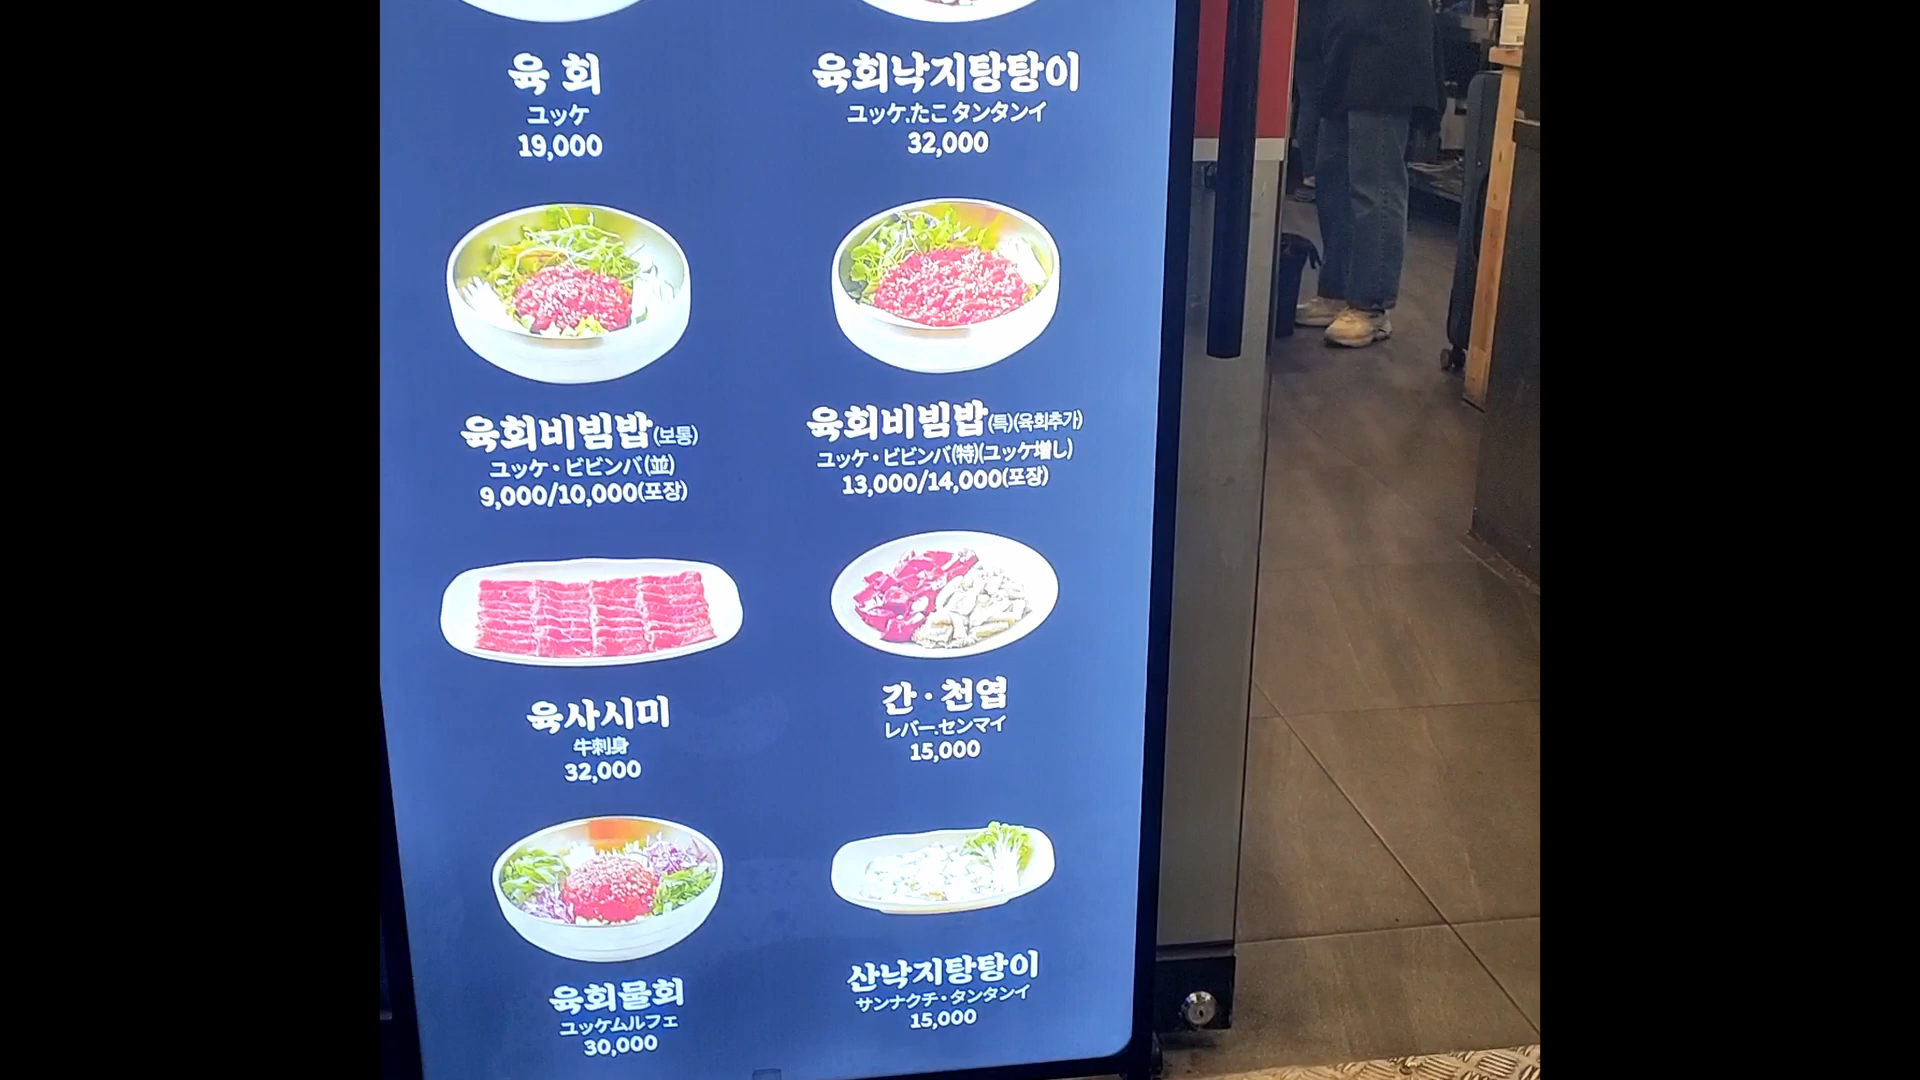 육 회
ユッケ
19,000
육회낙지탕탕이
ユッケ.たこ タンタンイ
32,000
육회비빔밥(보통)
ユッケ・ビビンバ(並)
9,000/10,000(포장)
육회비빔밥(특)(육회추가)
ユッケ・ビビンバ(特)(ユッケ増し)
13,000/14,000(포장)
육사시미
牛刺身
32,000
간·천엽
レバー.センマイ
15,000
육회물회
ユッケムルフェ
30,000
산낙지탕탕이
サンナクチ・タンタンイ
15,000